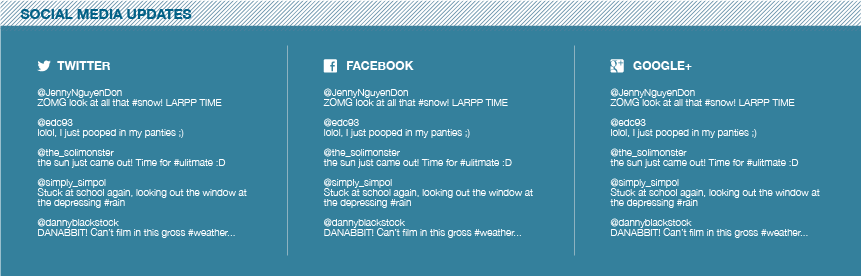 SOCIAL MEDIA UPDATES
TWITTER
@JennyNguyenDon
ZOMG look at all that #snow! LARPP TIME
@edc93
lolol, I just pooped in my panties ;)
@the_solimonster
the sun just came out! Time for #ulitmate :D
@simply_simpol
Stuck at school again, looking out the window at
the depressing #rain
@dannyblackstock
DANABBIT! Can't film in this gross #weather...
FACEBOOK
@JennyNguyenDon
ZOMG look at all that #snow! LARPP TIME
@edc93
lolol, I just pooped in my panties ;)
@the_solimonster
the sun just came out! Time for #ulitmate :D
@simply_simpol
Stuck at school again, looking out the window at
the depressing #rain
@dannyblackstock
DANABBIT! Can't film in this gross #weather...
GOOGLE+
@JennyNguyenDon
ZOMG look at all that #snow! LARPP TIME
@edc93
lolol, I just pooped in my panties ;)
@the_solimonster
the sun just came out! Time for #ulitmate :D
@simply_simpol
Stuck at school again, looking out the window at
the depressing #rain
@dannyblackstock
DANABBIT! Can't film in this gross #weather...